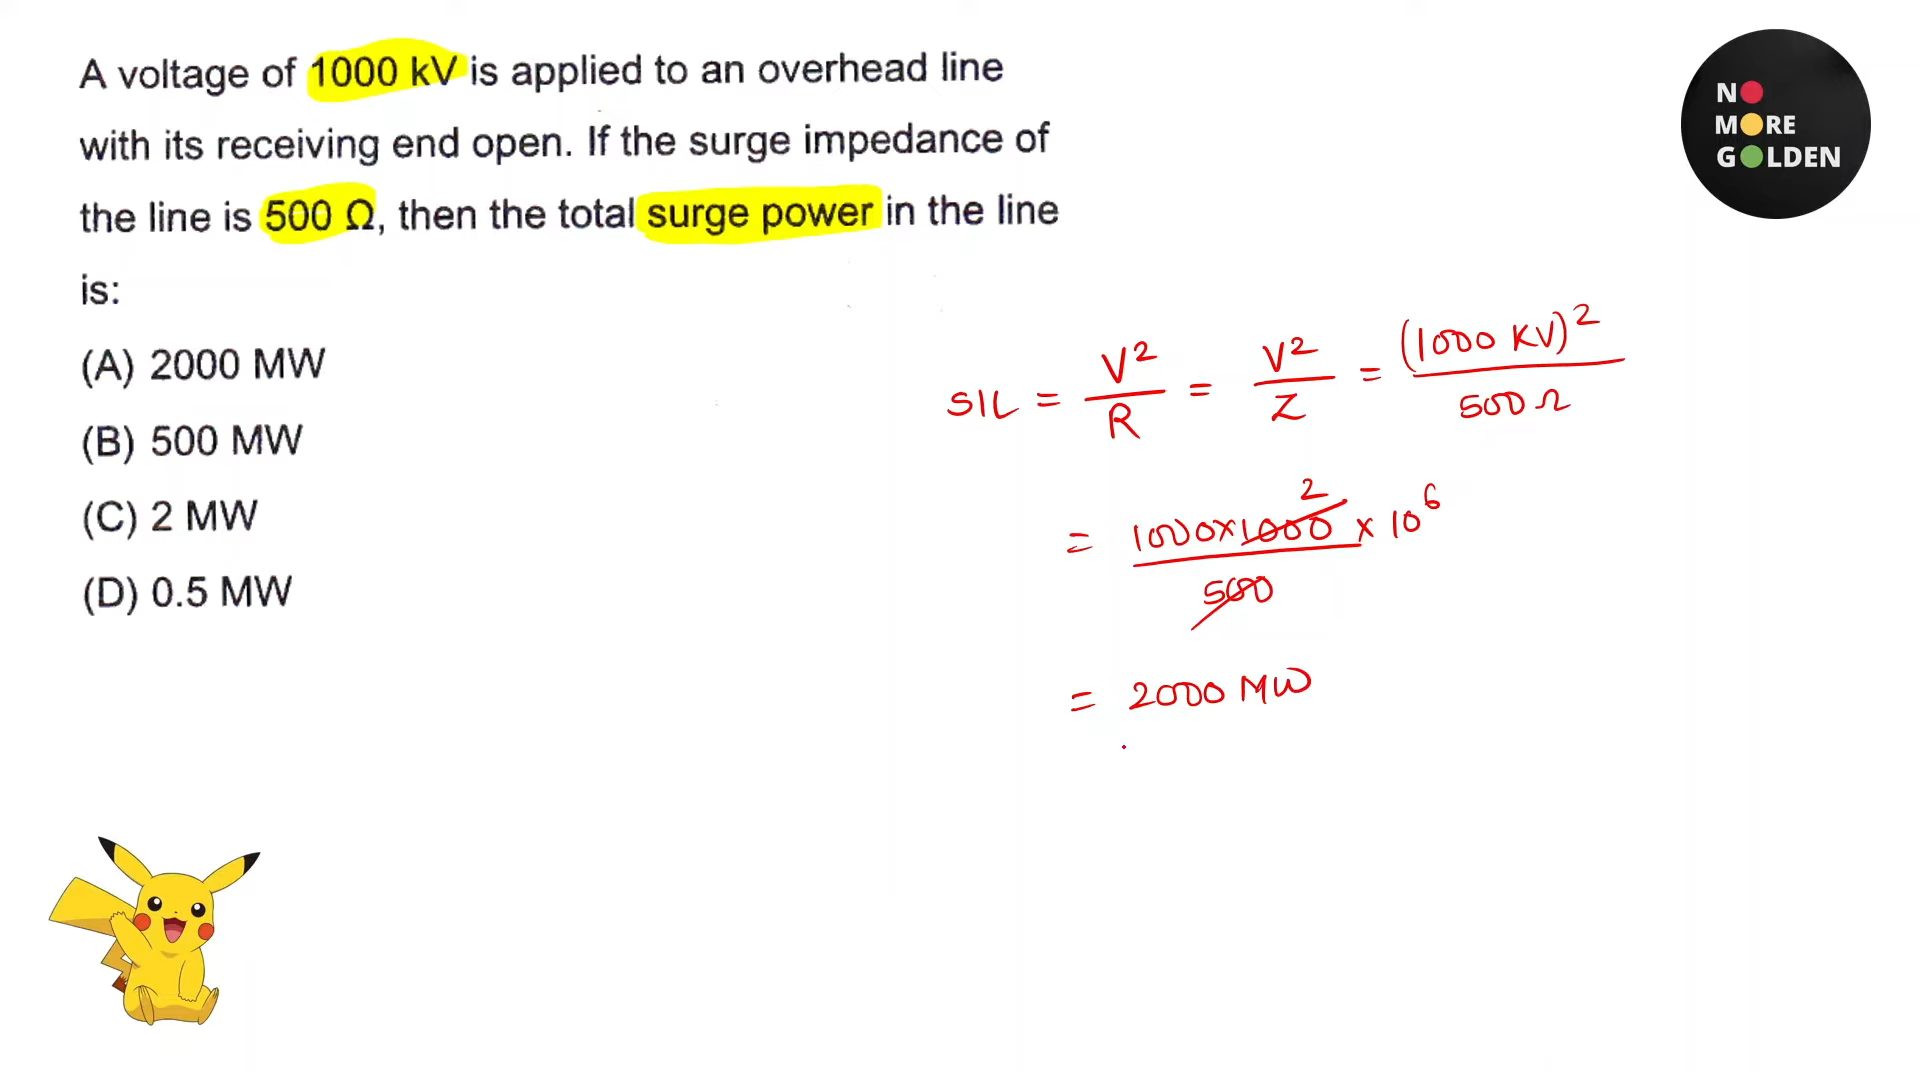 A voltage of 1000 kV is applied to an overhead line
with its receiving end open. If the surge impedance of
the line is 500 Ω, then the total surge power in the line
is:
(A) 2000 MW
(B) 500 MW
(C) 2 MW
(D) 0.5 MW
NO
MORE
GOLDEN
SIL = V²/R = V²/Z = (1000 KV)²/500Ω
= 1000×1000/500 × 10⁶
2
= 2000 MW